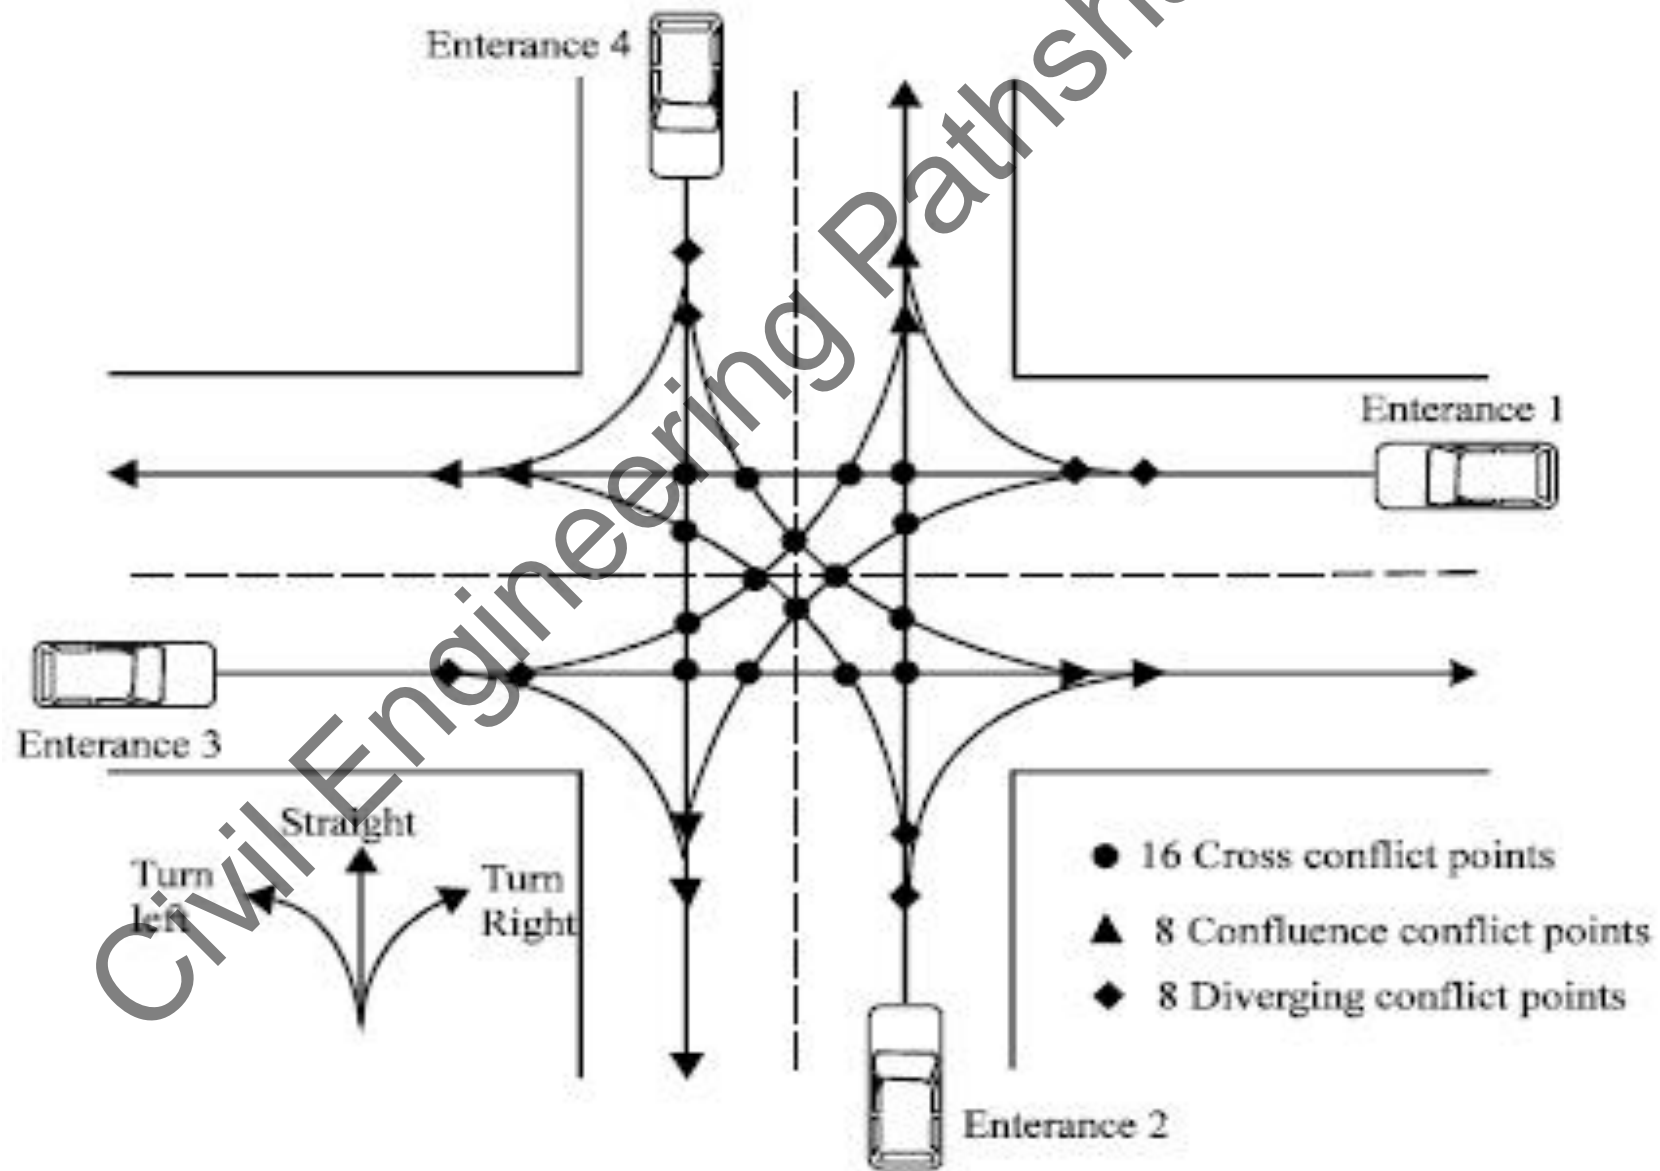 Enterance 4
Enterance 1
Enterance 3
Straight
Turn
left
Turn
Right
16 Cross conflict points
8 Confluence conflict points
8 Diverging conflict points
Enterance 2
Civil Engineering